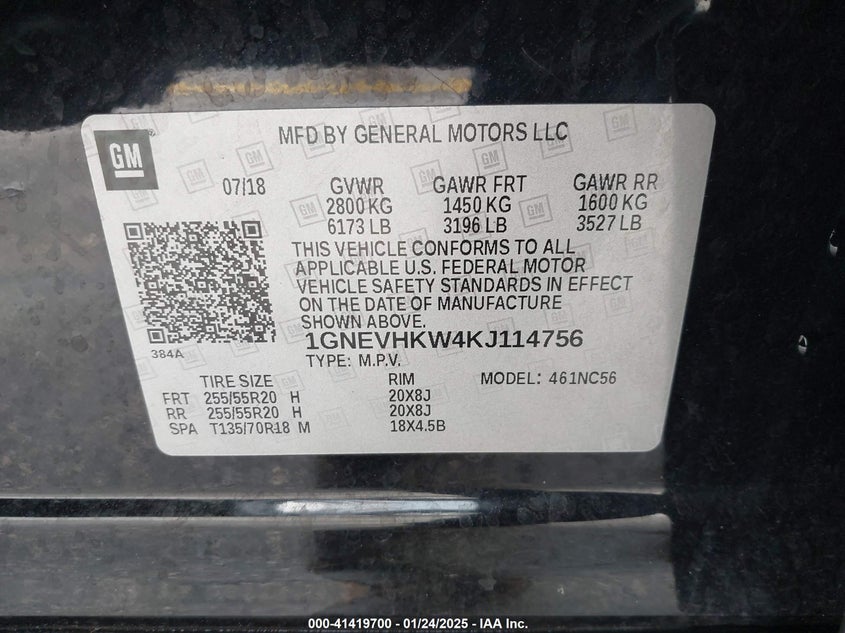 MFD BY GENERAL MOTORS LLC
GM
07/18 GVWR GAWR FRT GAWR RR
2800 KG 1450 KG 1600 KG
6173 LB 3196 LB 3527 LB
THIS VEHICLE CONFORMS TO ALL
APPLICABLE U.S. FEDERAL MOTOR
VEHICLE SAFETY STANDARDS IN EFFECT
ON THE DATE OF MANUFACTURE
SHOWN ABOVE.
384A
1GNEVHKW4KJ114756
TYPE: M.P.V.
TIRE SIZE RIM MODEL: 461NC56
FRT 255/55R20 H 20X8J
RR 255/55R20 H 20X8J
SPA T135/70R18 M 18X4.5B
000-41419700 - 01/24/2025 - IAA Inc.